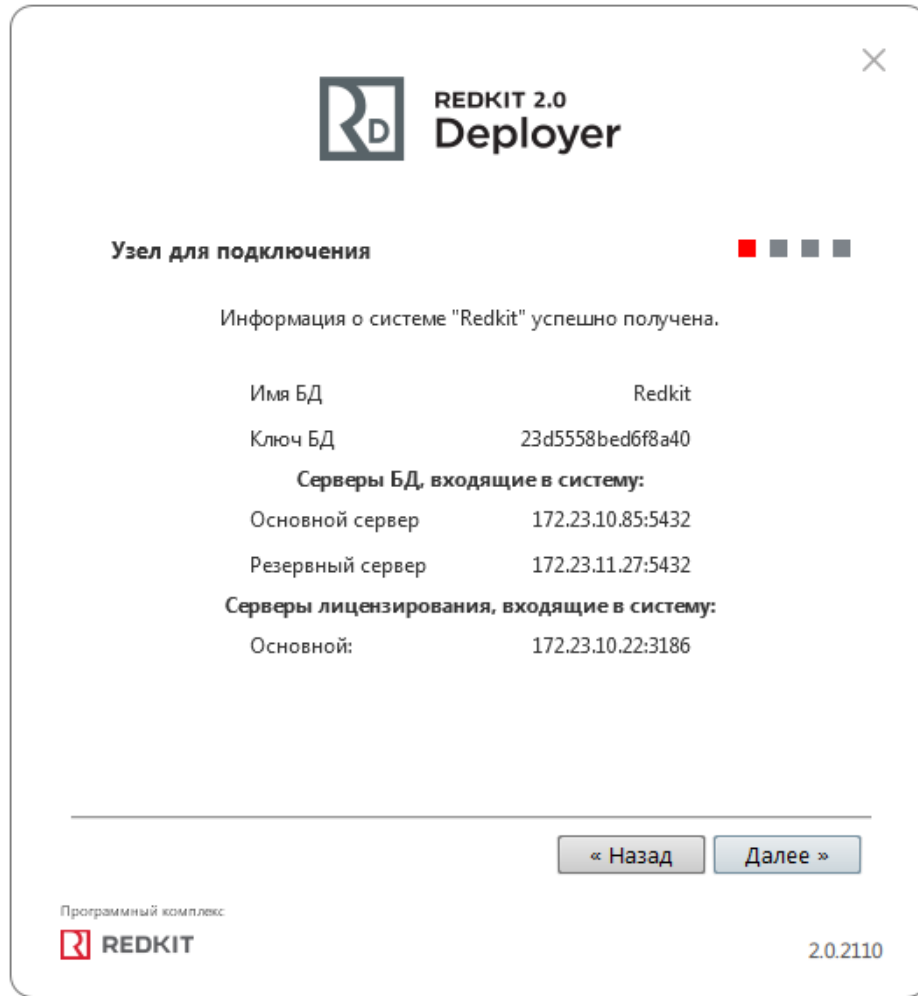 REDKIT 2.0
Deployer
Узел для подключения
Информация о системе "Redkit" успешно получена.
Имя БД Redkit
Ключ БД 23d5558bed6f8a40
Серверы БД, входящие в систему:
Основной сервер 172.23.10.85:5432
Резервный сервер 172.23.11.27:5432
Серверы лицензирования, входящие в систему:
Основной: 172.23.10.22:3186
« Назад Далее »
Программный комплекс
REDKIT
2.0.2110